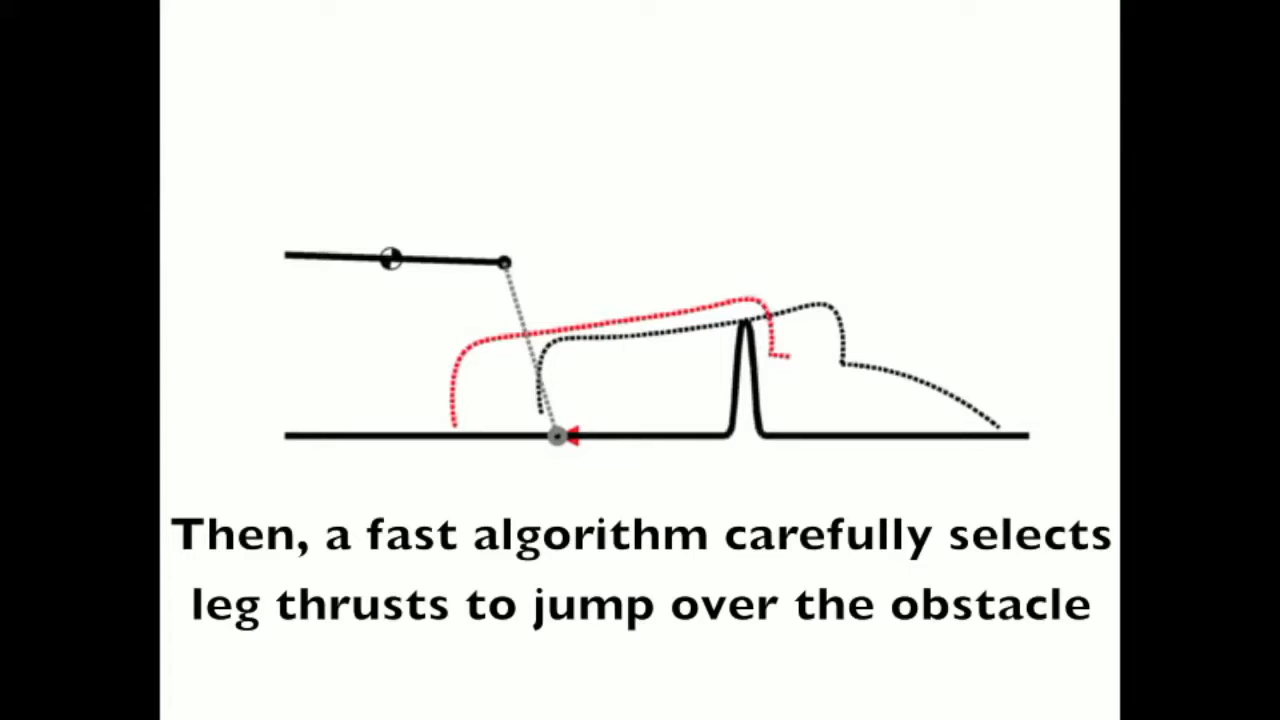 Then, a fast algorithm carefully selects
leg thrusts to jump over the obstacle